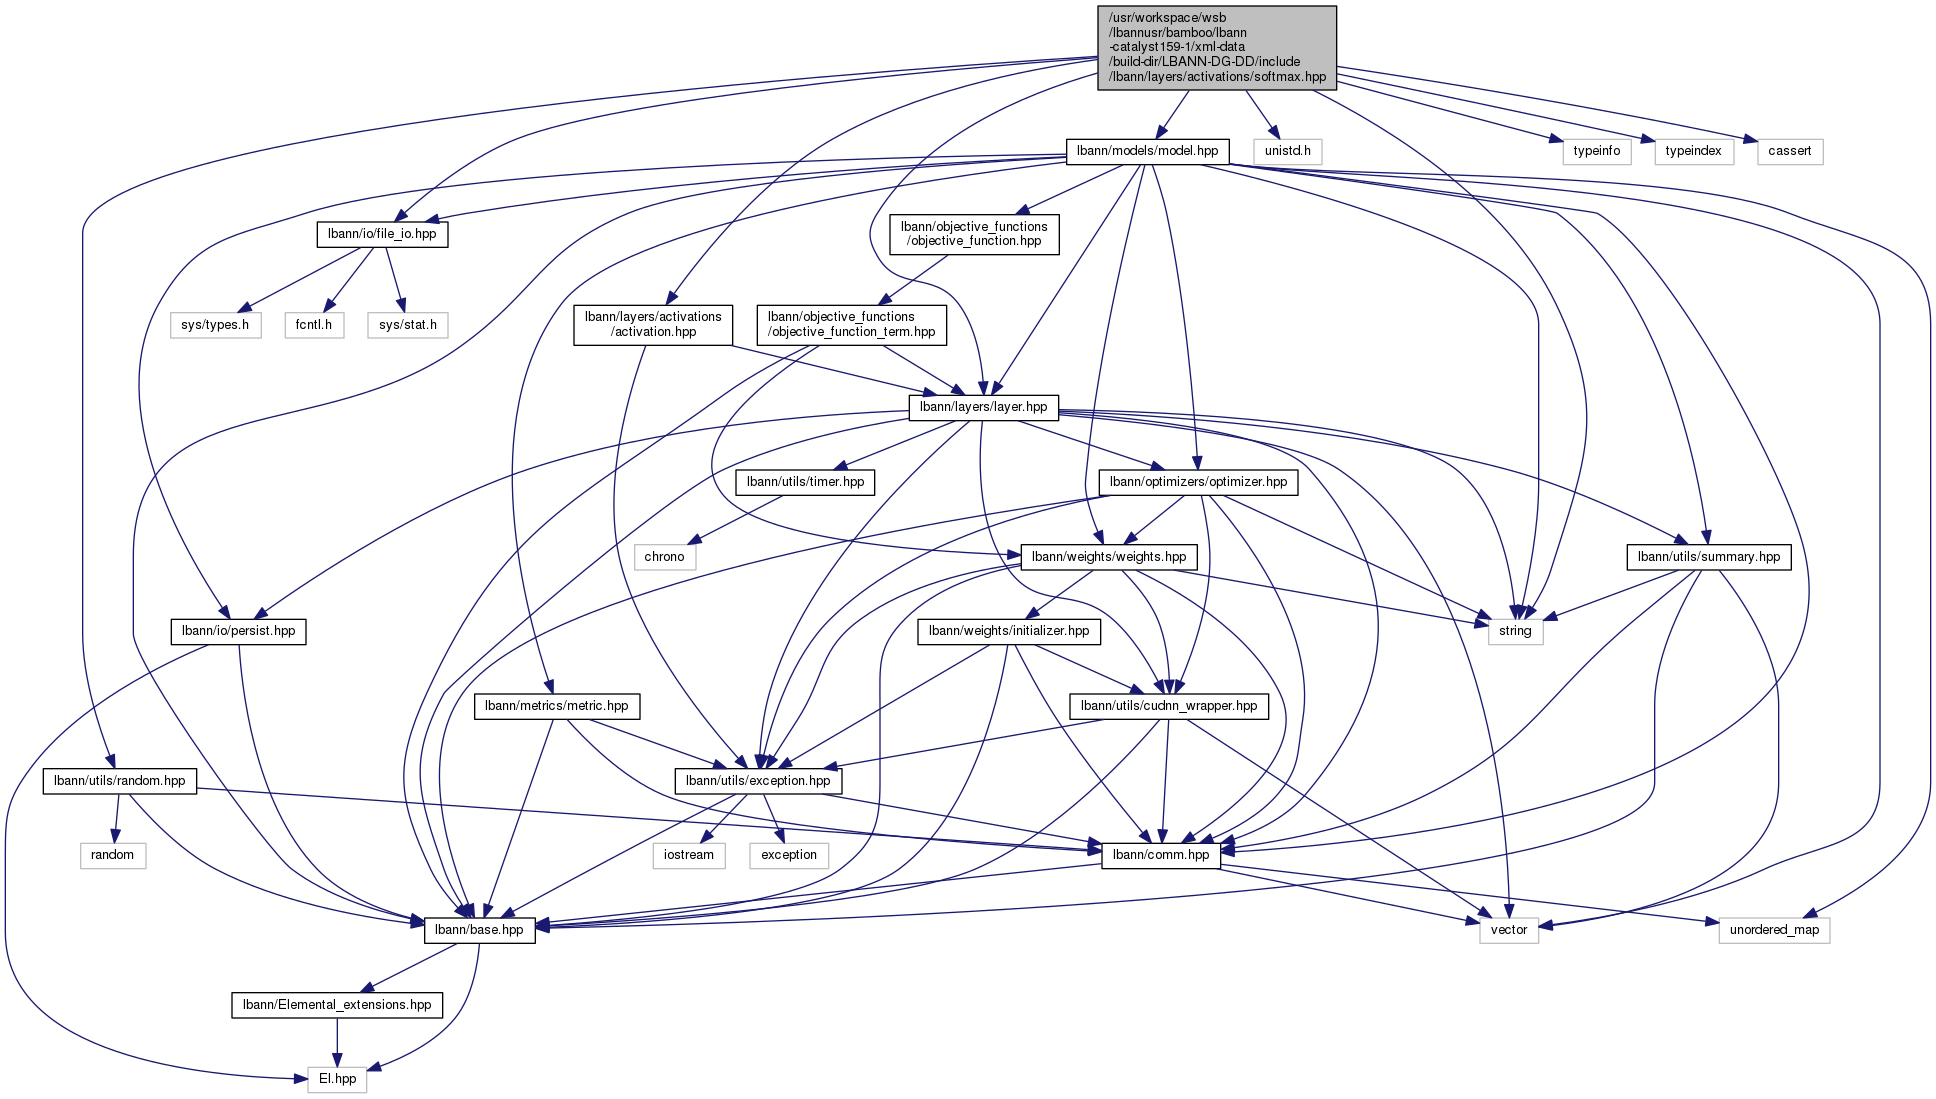 /usr/workspace/wsb
/lbannusr/bamboo/lbann
-catalyst159-1/xml-data
/build-dir/LBANN-DG-DD/include
/lbann/layers/activations/softmax.hpp
lbann/models/model.hpp
unistd.h
typeinfo
typeindex
cassert
lbann/io/file_io.hpp
lbann/objective_functions
/objective_function.hpp
sys/types.h
fcntl.h
sys/stat.h
lbann/layers/activations
/activation.hpp
lbann/objective_functions
/objective_function_term.hpp
lbann/layers/layer.hpp
lbann/utils/timer.hpp
lbann/optimizers/optimizer.hpp
chrono
lbann/weights/weights.hpp
lbann/utils/summary.hpp
lbann/io/persist.hpp
lbann/weights/initializer.hpp
string
lbann/metrics/metric.hpp
lbann/utils/cudnn_wrapper.hpp
lbann/utils/random.hpp
lbann/utils/exception.hpp
random
iostream
exception
lbann/comm.hpp
lbann/base.hpp
vector
unordered_map
lbann/Elemental_extensions.hpp
El.hpp